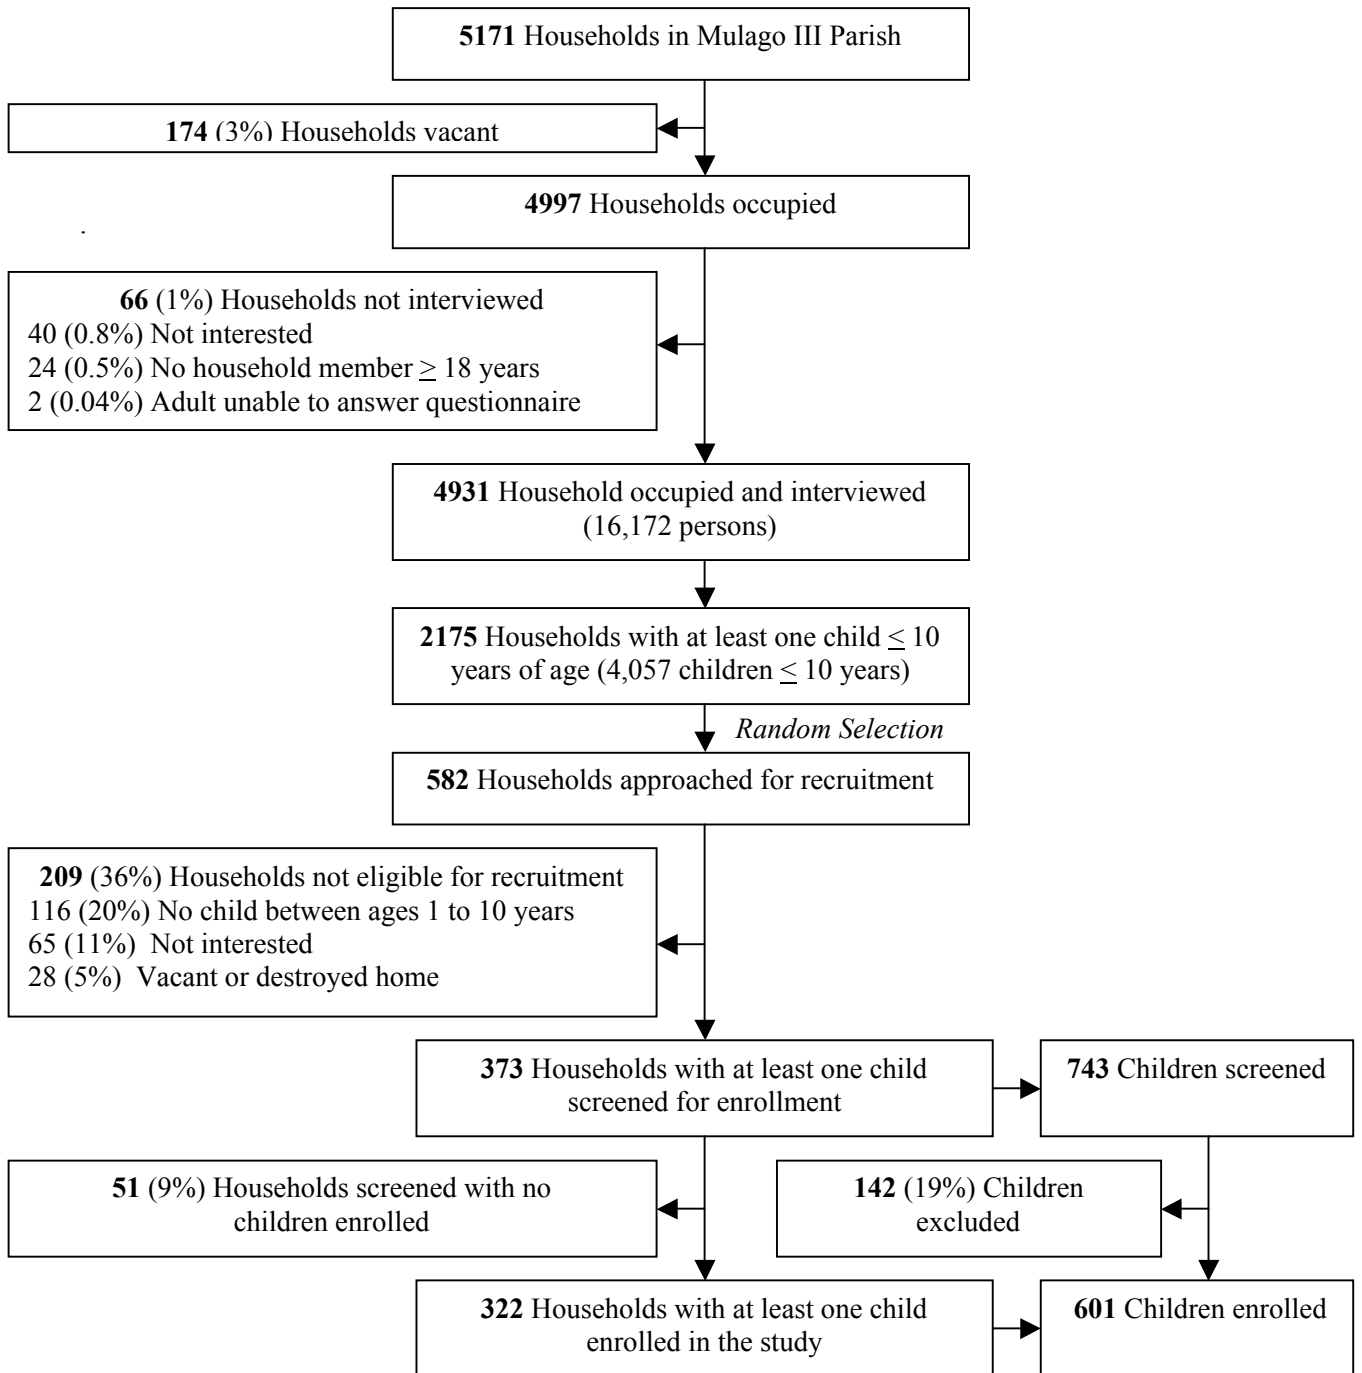 5171 Households in Mulago III Parish
174 (3%) Households vacant
4997 Households occupied
66 (1%) Households not interviewed
40 (0.8%) Not interested
24 (0.5%) No household member ≥ 18 years
2 (0.04%) Adult unable to answer questionnaire
4931 Household occupied and interviewed
(16,172 persons)
2175 Households with at least one child ≤ 10
years of age (4,057 children ≤ 10 years)
Random Selection
582 Households approached for recruitment
209 (36%) Households not eligible for recruitment
116 (20%) No child between ages 1 to 10 years
65 (11%) Not interested
28 (5%) Vacant or destroyed home
373 Households with at least one child
screened for enrollment
743 Children screened
51 (9%) Households screened with no
children enrolled
142 (19%) Children
excluded
322 Households with at least one child
enrolled in the study
601 Children enrolled